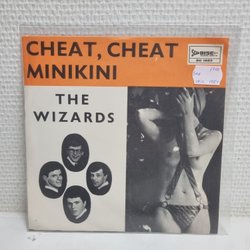 CHEAT, CHEAT
MINIKINI
THE
WIZARDS